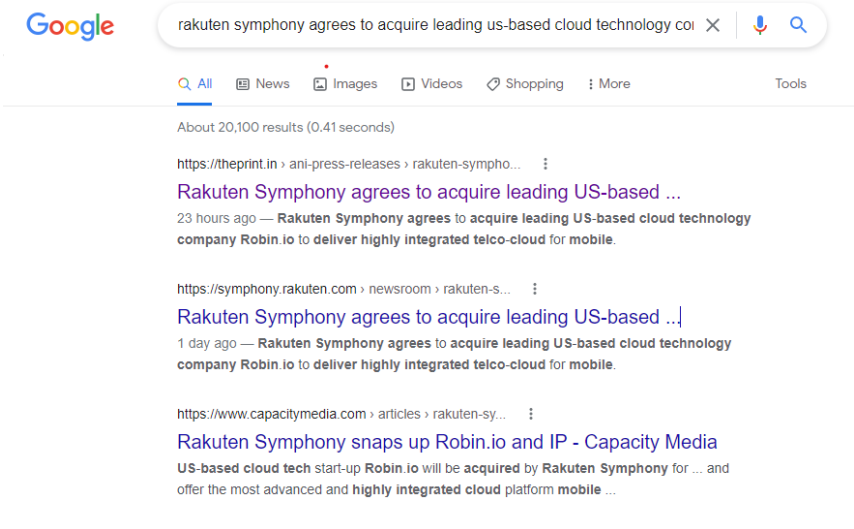 Google
rakuten symphony agrees to acquire leading us-based cloud technology
All News Images Videos Shopping More Tools
About 20,100 results (0.41 seconds)
https://theprint.in › ani-press-releases › rakuten-sympho...
Rakuten Symphony agrees to acquire leading US-based ...
23 hours ago — Rakuten Symphony agrees to acquire leading US-based cloud technology
company Robin.io to deliver highly integrated telco-cloud for mobile.
https://symphony.rakuten.com › newsroom › rakuten-s...
Rakuten Symphony agrees to acquire leading US-based ...
1 day ago — Rakuten Symphony agrees to acquire leading US-based cloud technology
company Robin.io to deliver highly integrated telco-cloud for mobile.
https://www.capacitymedia.com › articles › rakuten-sy...
Rakuten Symphony snaps up Robin.io and IP - Capacity Media
US-based cloud tech start-up Robin.io will be acquired by Rakuten Symphony for ... and
offer the most advanced and highly integrated cloud platform mobile ...